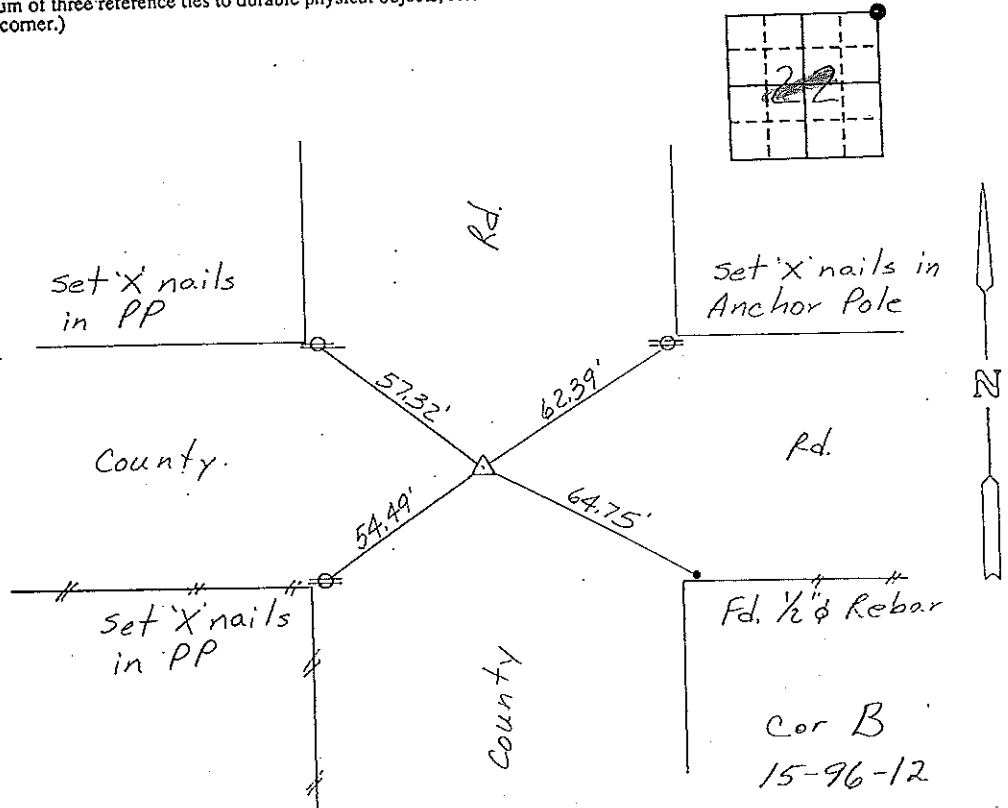 um of three reference ties to durable physical objects,
corner.)
22
Rd.
set 'X' nails
in PP
set 'X' nails in
Anchor Pole
57.32'
62.39'
N
County.
Rd.
54.49'
64.75'
set 'X' nails
in PP
Fd. 1/2"ø Rebar
County
Cor B
15-96-12